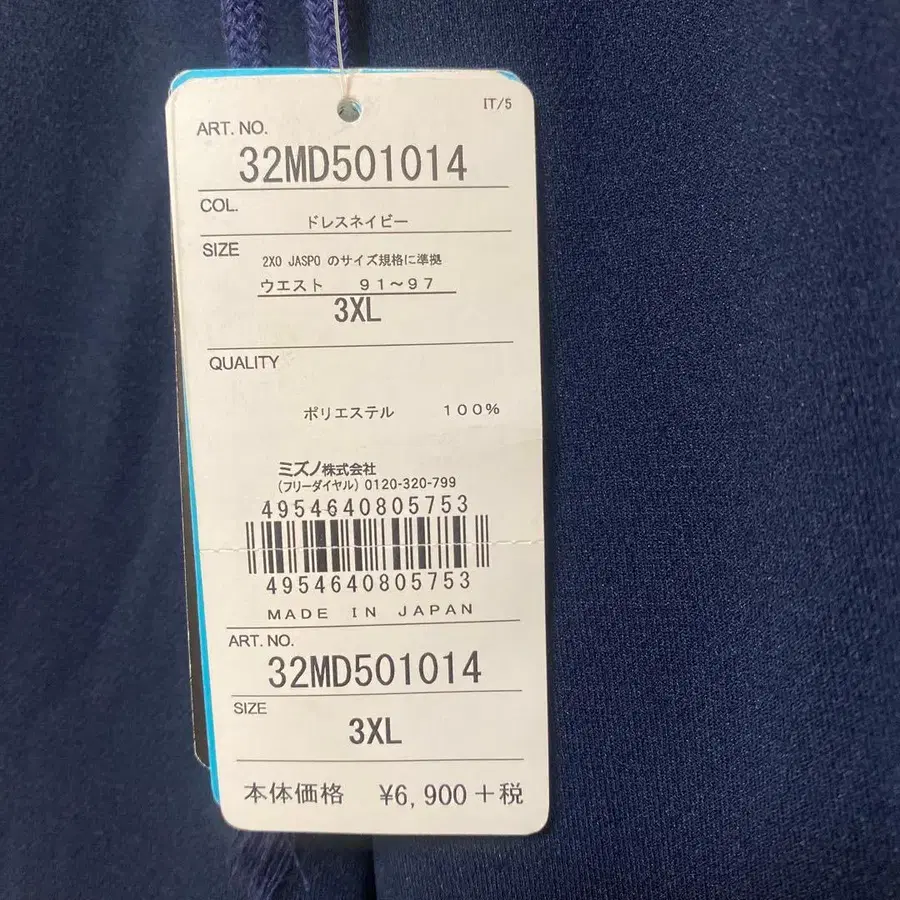 IT/5
ART. NO.
32MD501014
COL.
ドレスネイビー
SIZE
2XO JASPO のサイズ規格に準拠
ウエスト 91~97
3XL
QUALITY
ポリエステル 100%
ミズノ株式会社
(フリーダイヤル) 0120-320-799
4954640805753
4954640805753
MADE IN JAPAN
ART. NO.
32MD501014
SIZE
3XL
本体価格 ¥6,900+税